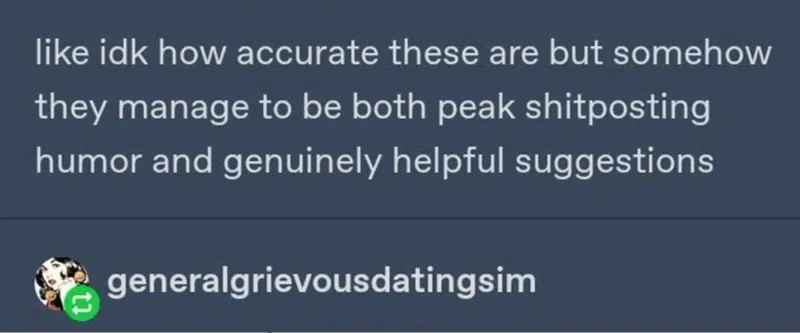 like idk how accurate these are but somehow
they manage to be both peak shitposting
humor and genuinely helpful suggestions
generalgrievousdatingsim